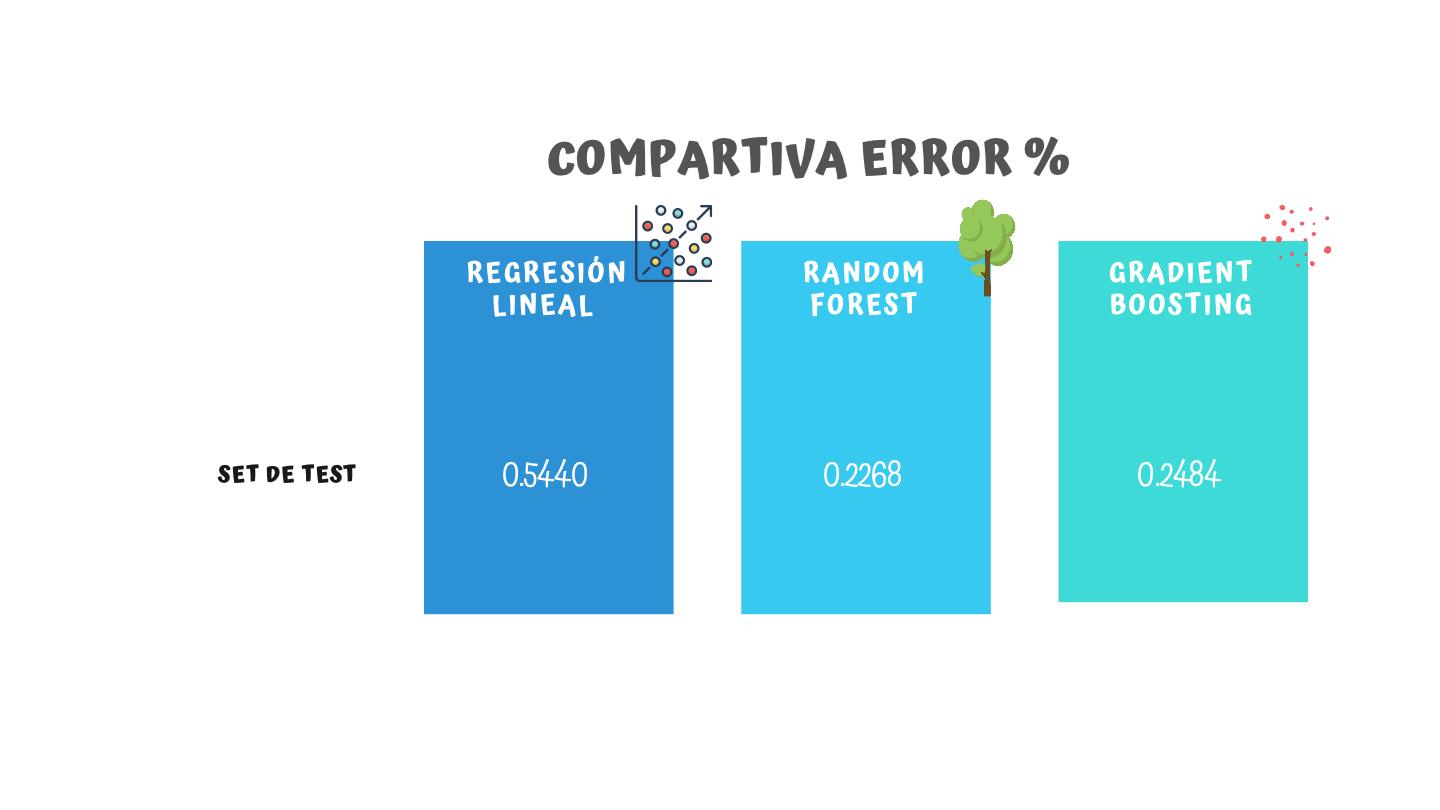 COMPARTIVA ERROR %
REGRESIÓN
LINEAL
RANDOM
FOREST
GRADIENT
BOOSTING
SET DE TEST
0.5440
0.2268
0.2484